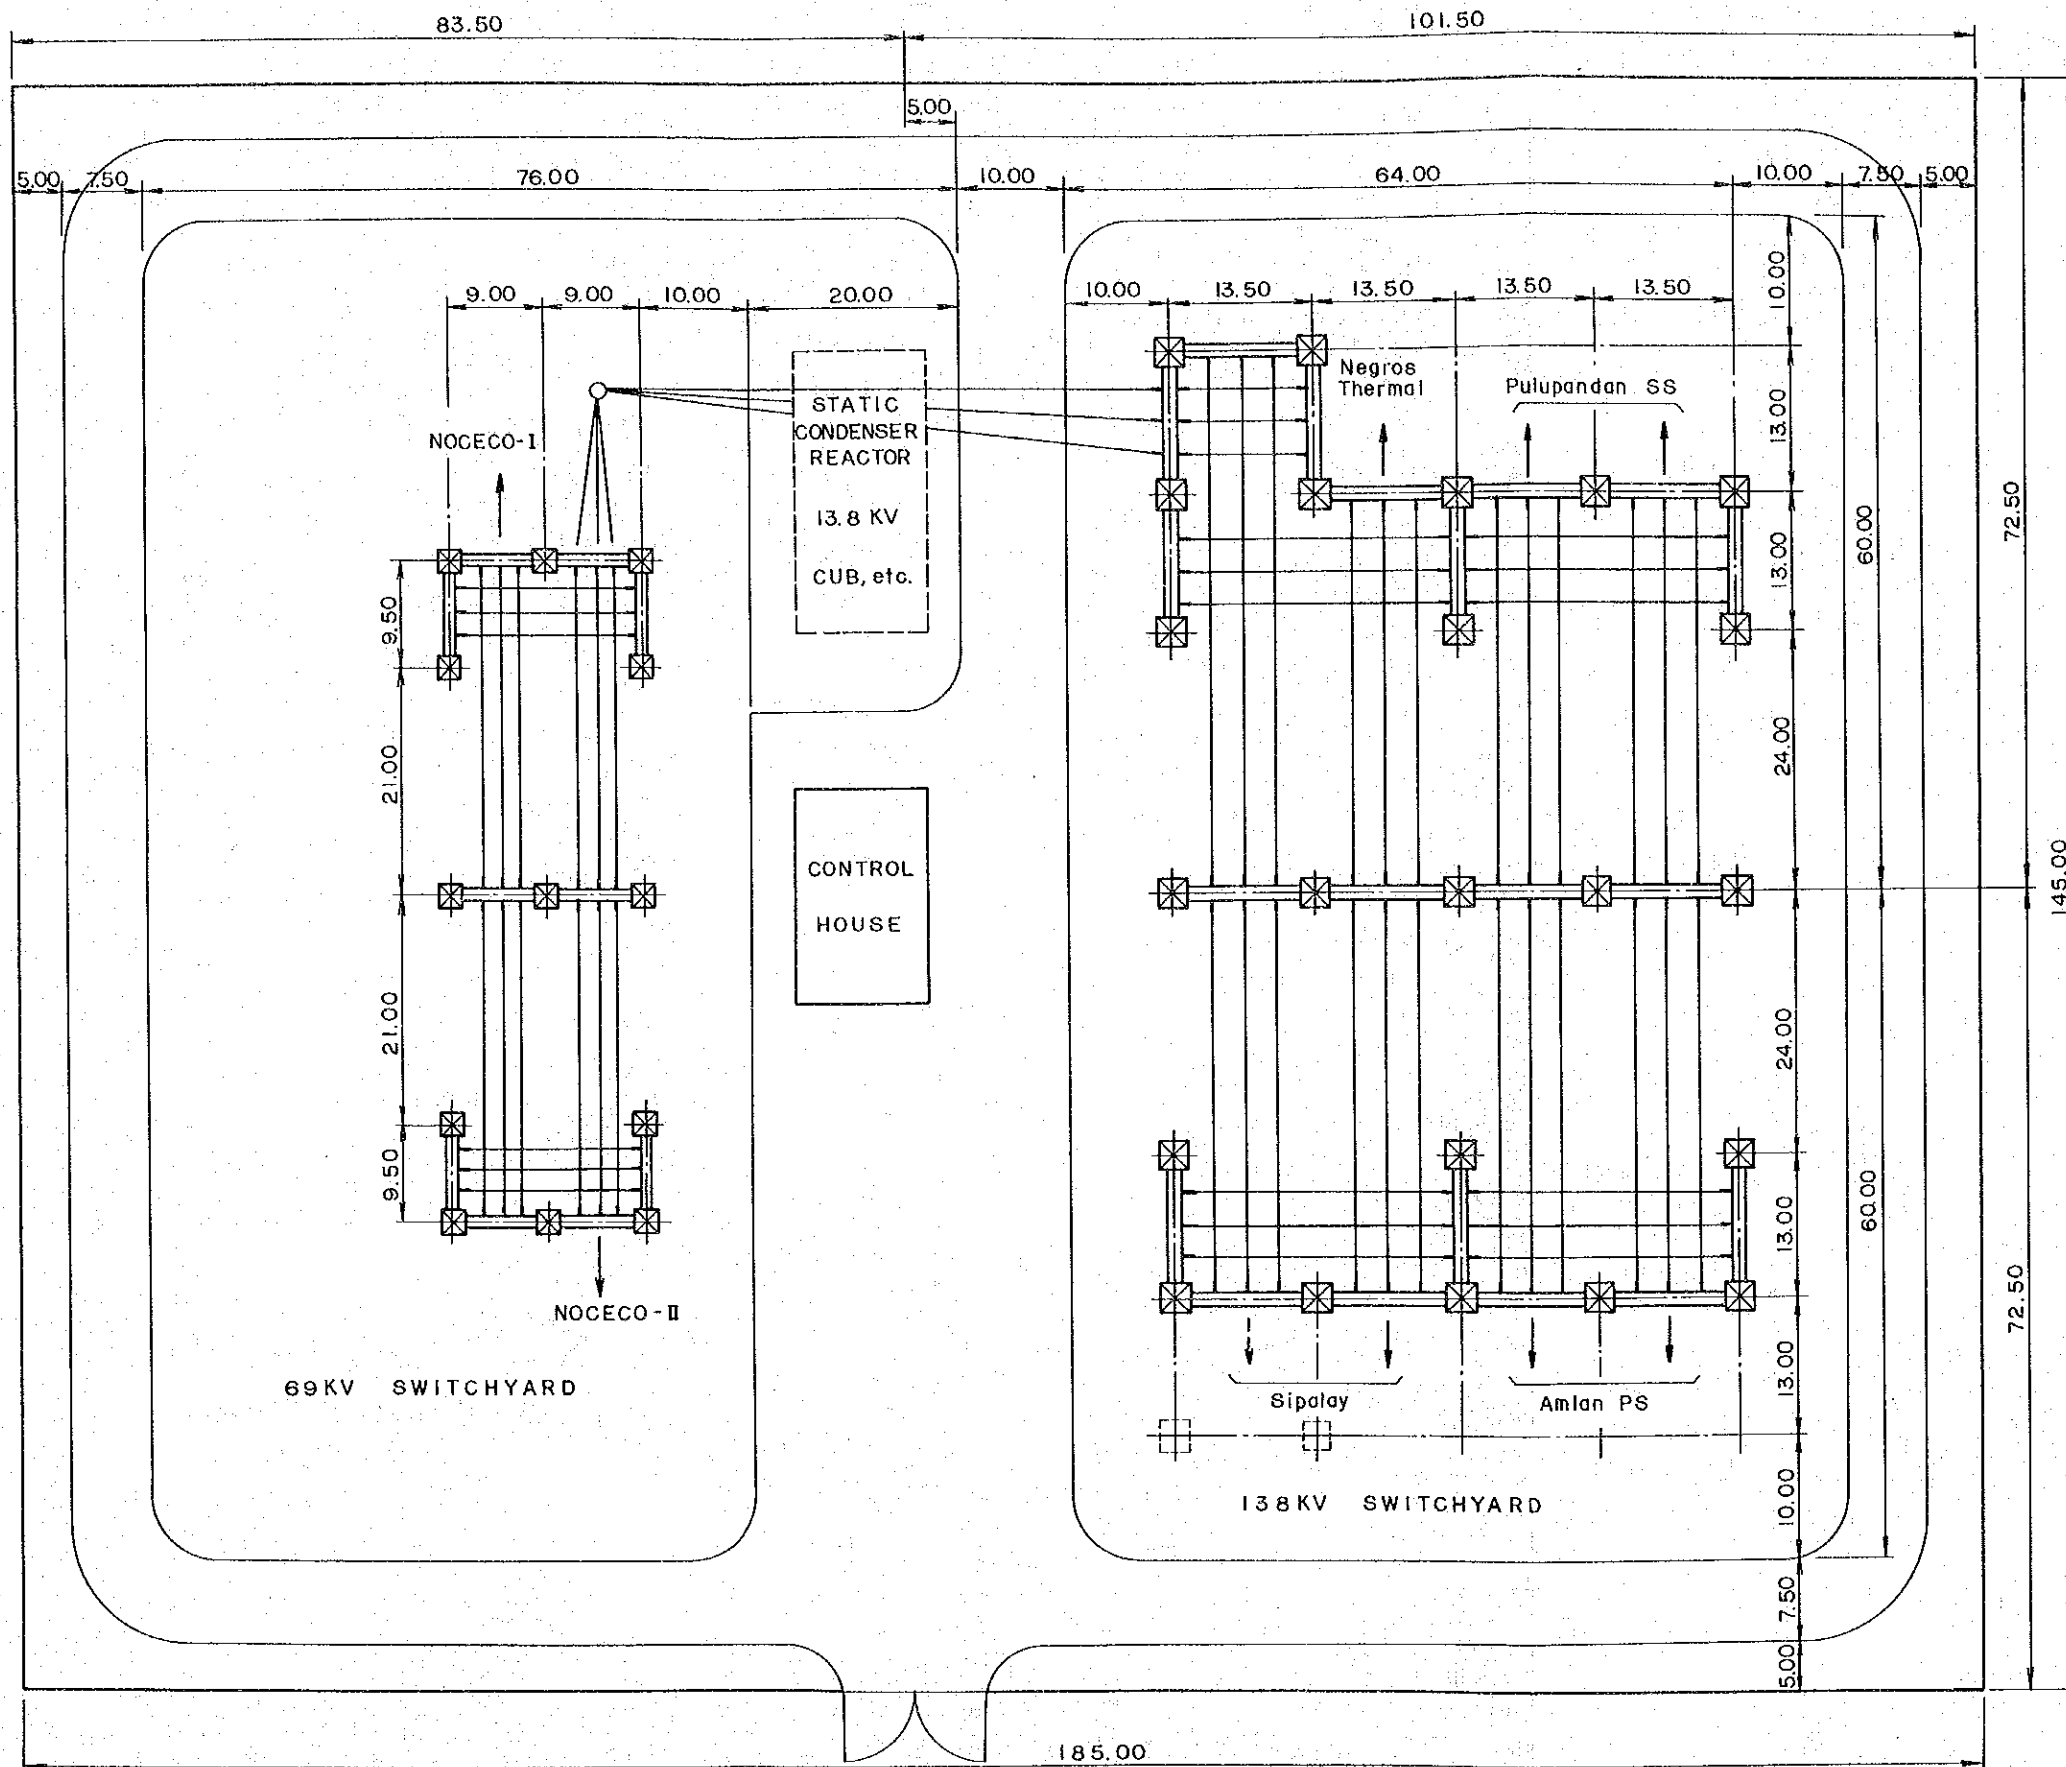 83.50
101.50
5.00
5.00
7.50
76.00
10.00
64.00
10.00
7.50
5.00
9.00
9.00
10.00
20.00
10.00
13.50
13.50
13.50
13.50
10.00
STATIC
CONDENSER
REACTOR
13.8 KV
CUB, etc.
Negros
Thermal
Pulupandan SS
NOCECO-I
13.00
13.00
60.00
72.50
9.50
21.00
24.00
145.00
CONTROL
HOUSE
21.00
24.00
9.50
13.00
60.00
72.50
NOCECO-II
69KV SWITCHYARD
Sipalay
Amlan PS
13.00
138KV SWITCHYARD
10.00
7.50
5.00
185.00